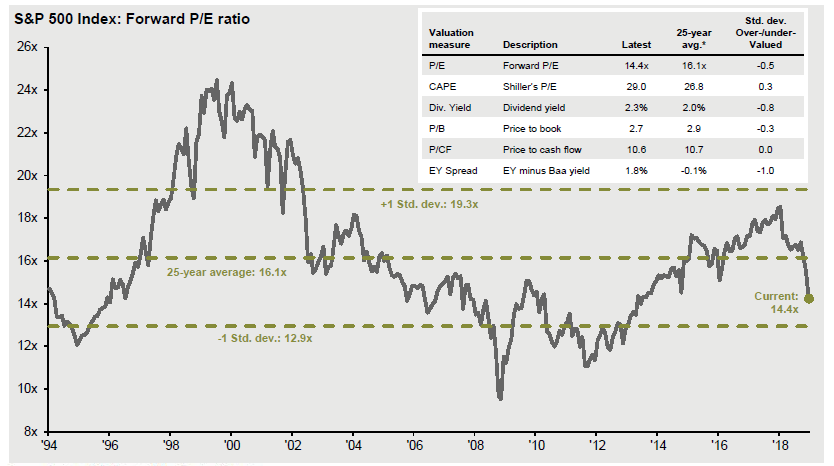 S&P 500 Index: Forward P/E ratio
Valuation measure Description Latest 25-year avg.* Std. dev. Over-/under-Valued
P/E Forward P/E 14.4x 16.1x -0.5
CAPE Shiller's P/E 29.0 26.8 0.3
Div. Yield Dividend yield 2.3% 2.0% -0.8
P/B Price to book 2.7 2.9 -0.3
P/CF Price to cash flow 10.6 10.7 0.0
EY Spread EY minus Baa yield 1.8% -0.1% -1.0
26x
24x
22x
20x
18x
16x
14x
12x
10x
8x
+1 Std. dev.: 19.3x
25-year average: 16.1x
Current:
14.4x
-1 Std. dev.: 12.9x
'94 '96 '98 '00 '02 '04 '06 '08 '10 '12 '14 '16 '18